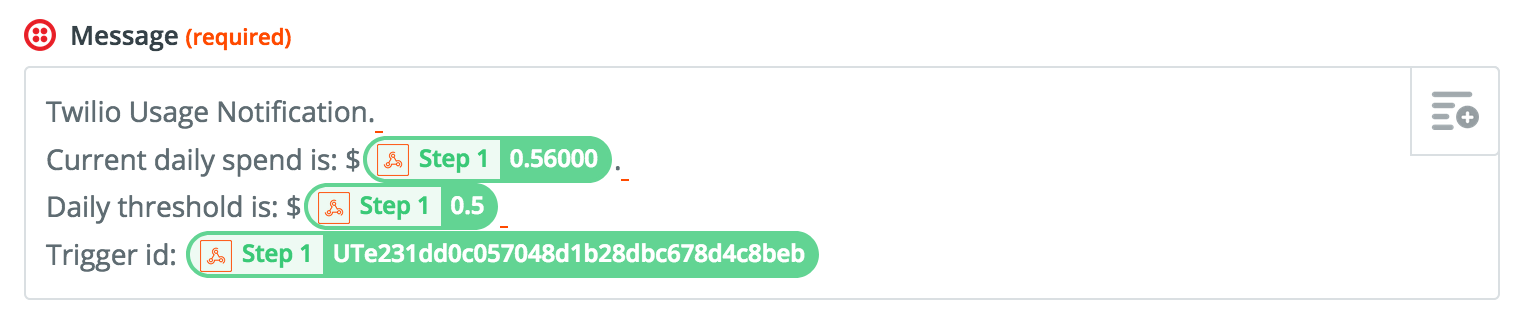 Message (required)
Twilio Usage Notification.
Current daily spend is: $ Step 1 0.56000 .
Daily threshold is: $ Step 1 0.5
Trigger id: Step 1 UTe231dd0c057048d1b28dbc678d4c8beb